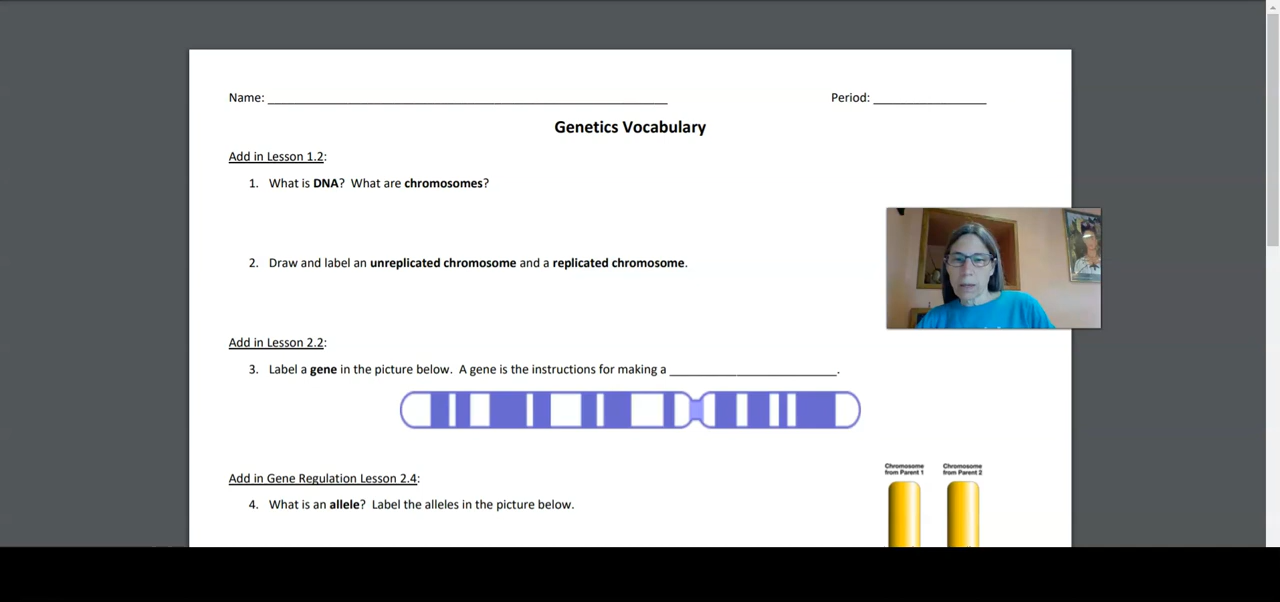 Name: ____________________ Period: __________
Genetics Vocabulary
Add in Lesson 1.2:
1. What is DNA? What are chromosomes?
2. Draw and label an unreplicated chromosome and a replicated chromosome.
Add in Lesson 2.2:
3. Label a gene in the picture below. A gene is the instructions for making a ____________________.
Chromosome from Parent 1
Chromosome from Parent 2
Add in Gene Regulation Lesson 2.4:
4. What is an allele? Label the alleles in the picture below.